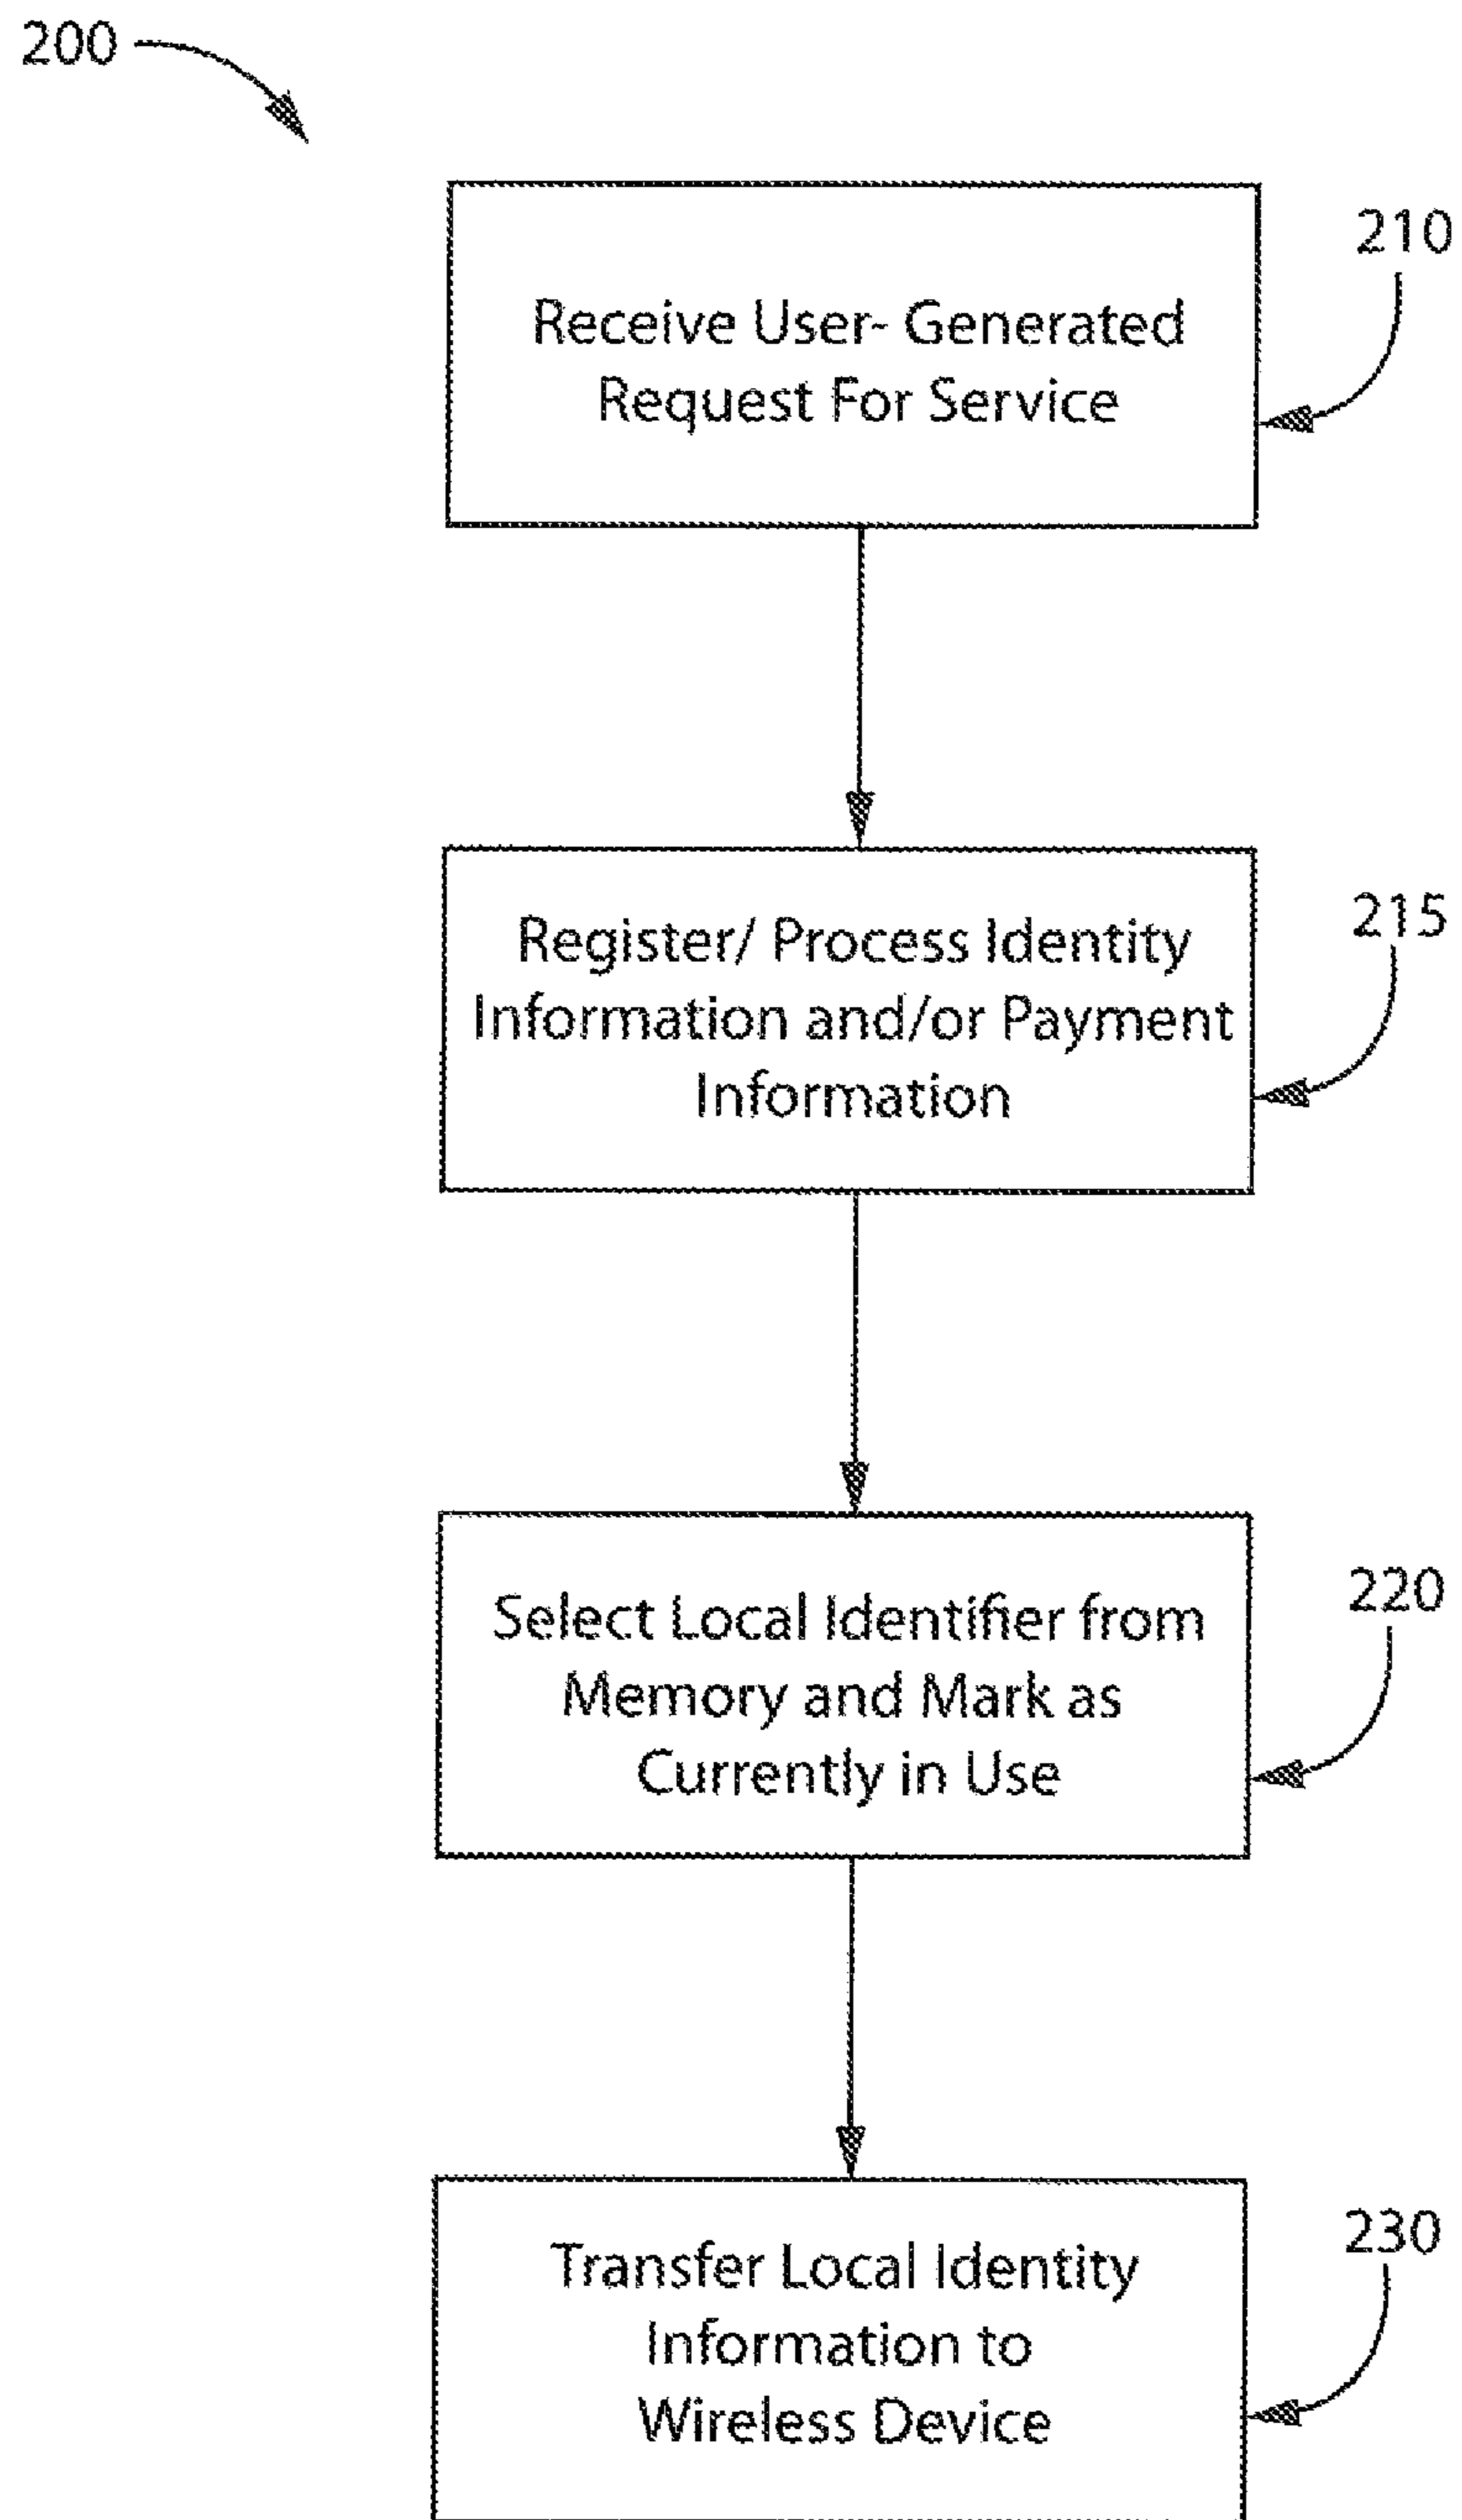 200
210
Receive User- Generated
Request For Service
215
Register/ Process Identity
Information and/or Payment
Information
220
Select Local Identifier from
Memory and Mark as
Currently in Use
230
Transfer Local Identity
Information to
Wireless Device